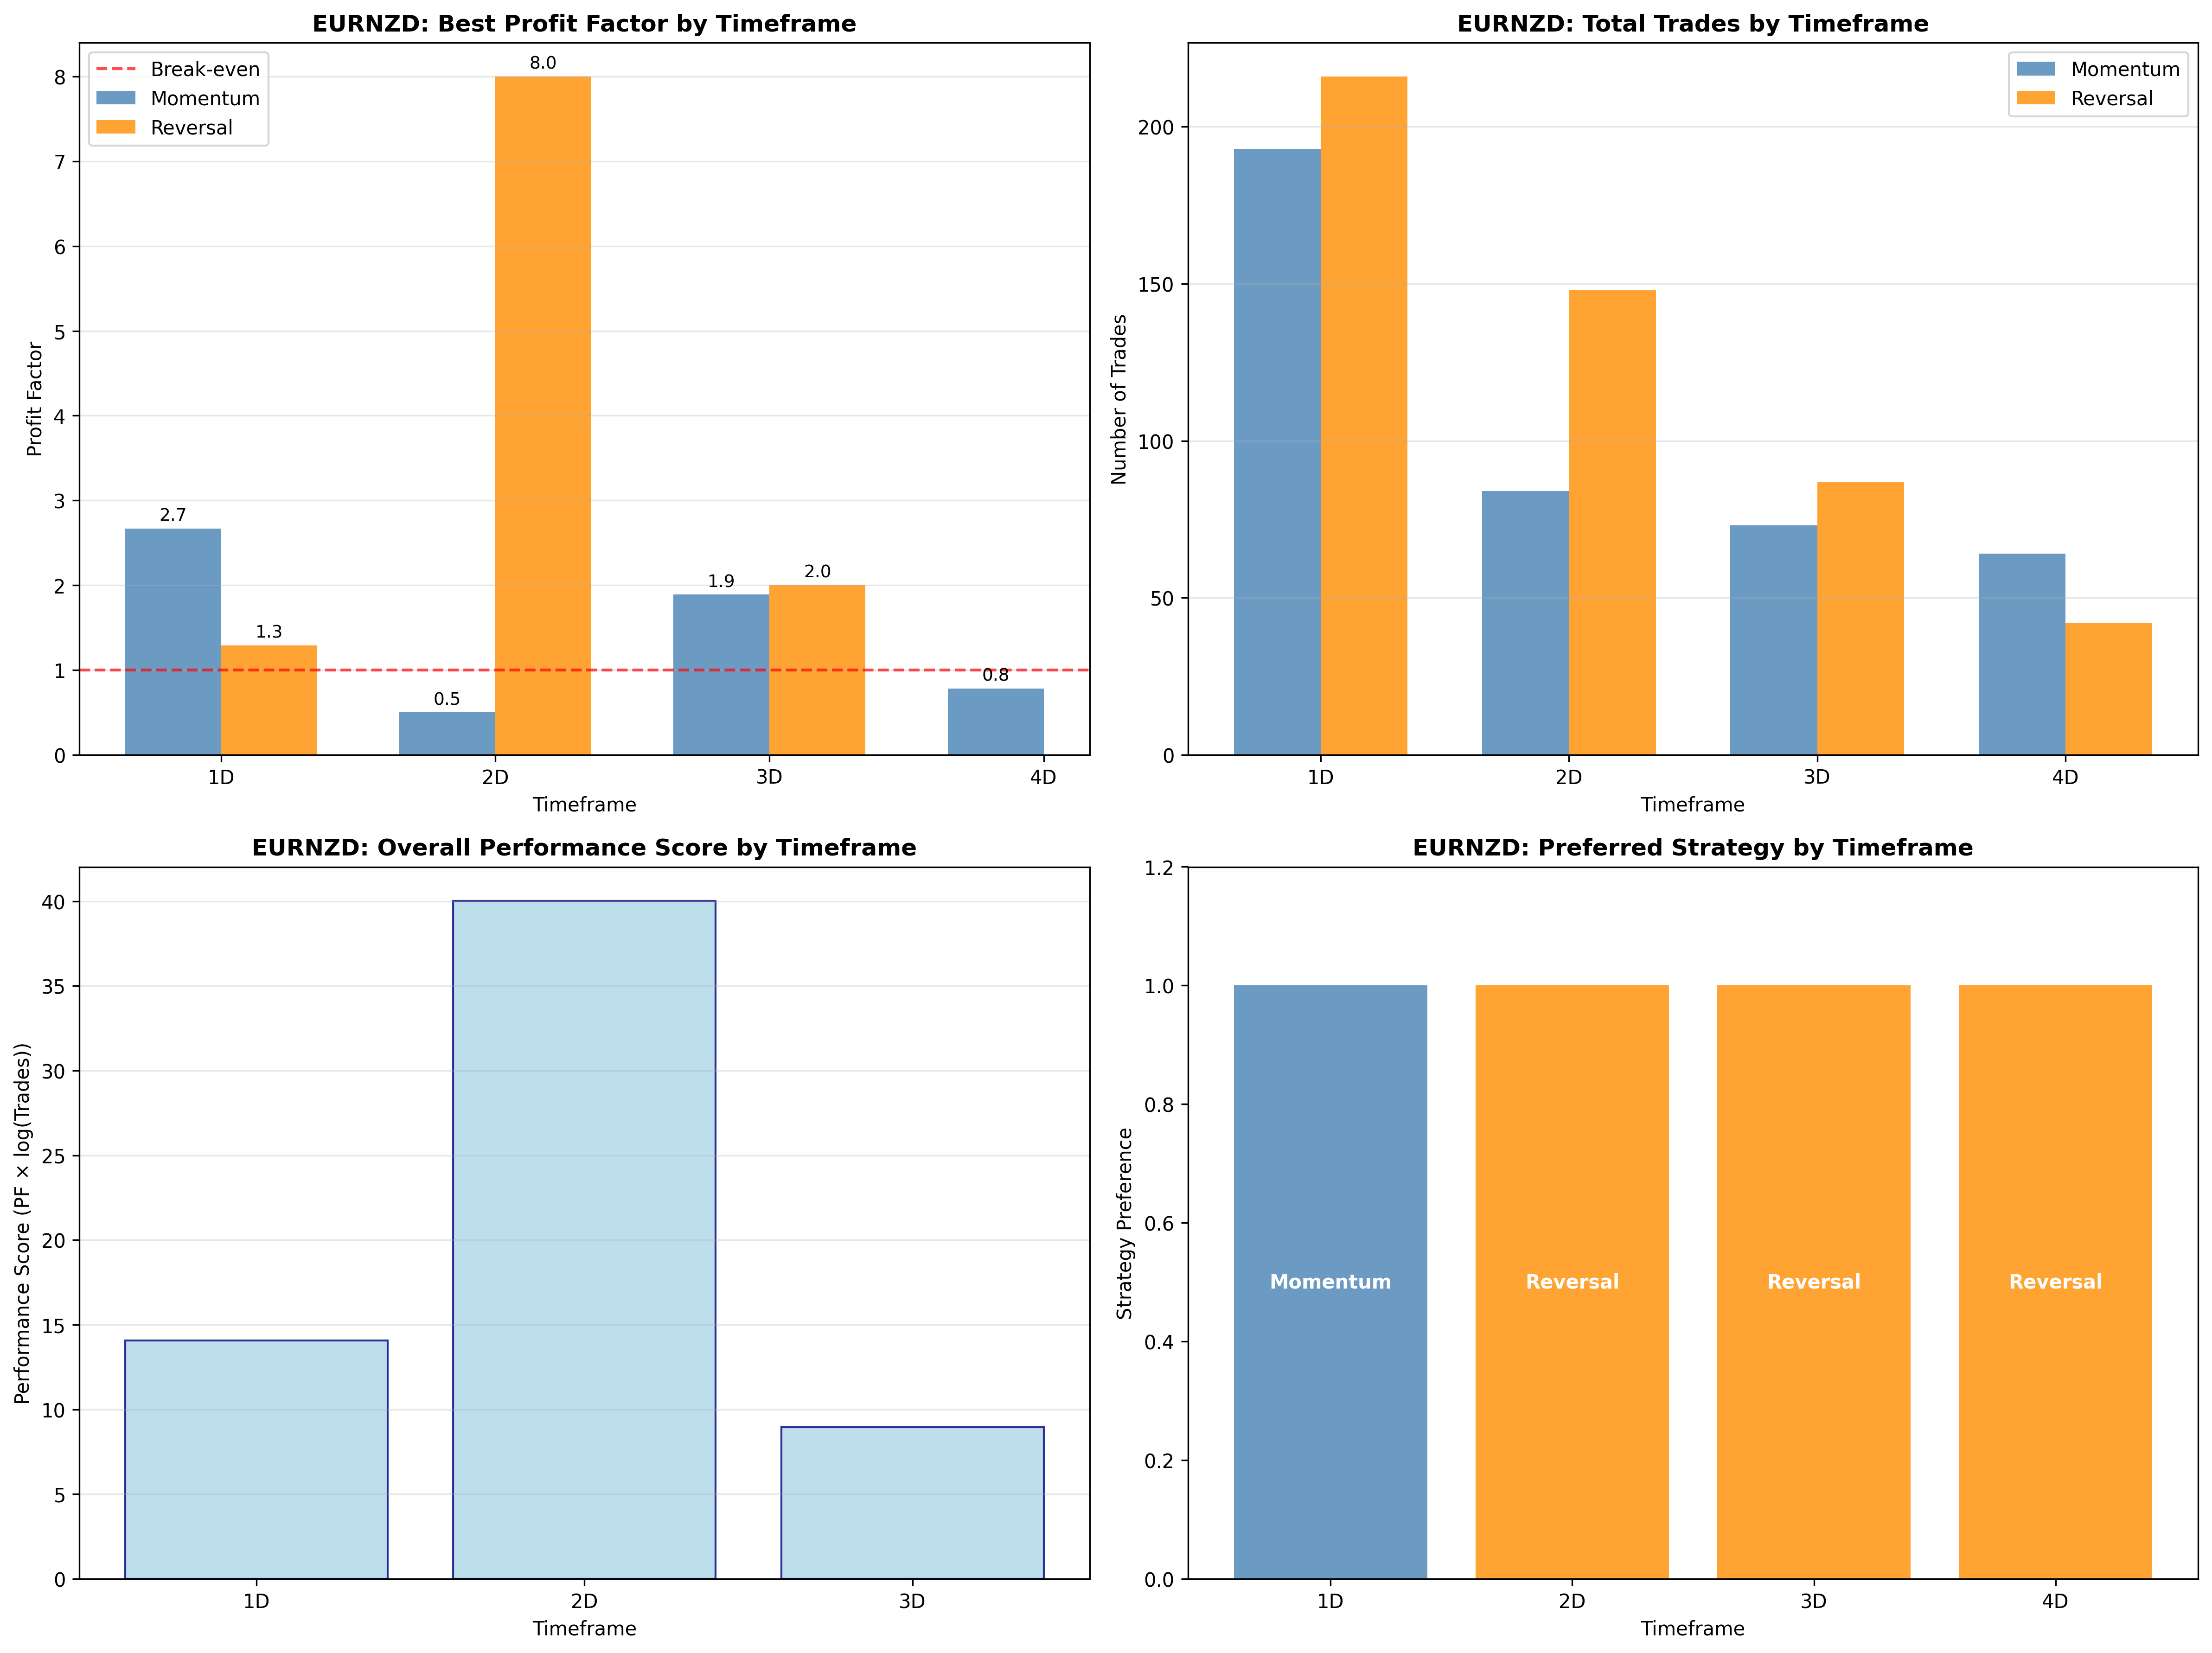 EURNZD: Best Profit Factor by Timeframe
Break-even
Momentum
Reversal
Profit Factor
8
7
6
5
4
3
2
1
0
2.7
1.3
0.5
8.0
1.9
2.0
0.8
1D
2D
3D
4D
Timeframe
EURNZD: Total Trades by Timeframe
Momentum
Reversal
Number of Trades
200
150
100
50
0
1D
2D
3D
4D
Timeframe
EURNZD: Overall Performance Score by Timeframe
Performance Score (PF × log(Trades))
40
35
30
25
20
15
10
5
0
1D
2D
3D
Timeframe
EURNZD: Preferred Strategy by Timeframe
Strategy Preference
1.2
1.0
0.8
0.6
0.4
0.2
0.0
Momentum
Reversal
Reversal
Reversal
1D
2D
3D
4D
Timeframe